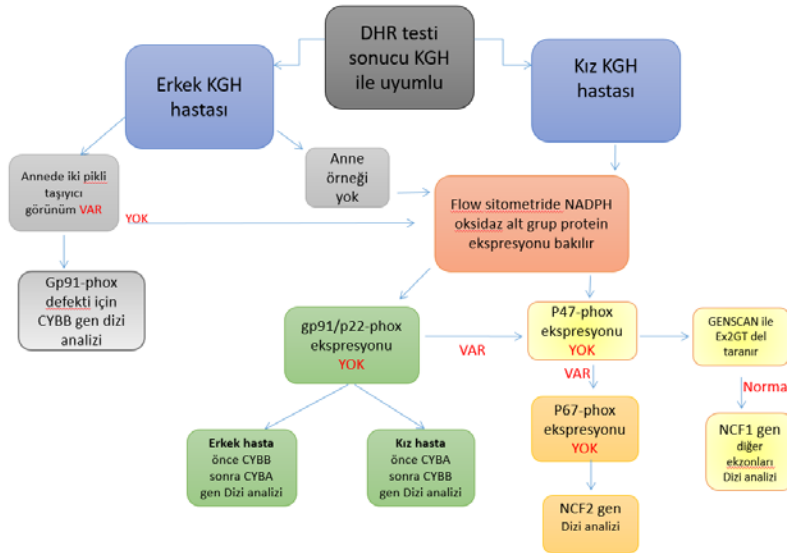 DHR testi
sonucu KGH
ile uyumlu
Erkek KGH
hastası
Kız KGH
hastası
Annede iki pikli
taşıyıcı
görünüm VAR
Anne
örneği
yok
YOK
Flow sitometride NADPH
oksidaz alt grup protein
ekspresyonu bakılır
Gp91-phox
defekti için
CYBB gen dizi
analizi
gp91/p22-phox
ekspresyonu
YOK
VAR
P47-phox
ekspresyonu
YOK
GENSCAN ile
Ex2GT del
taranır
VAR
Norma
P67-phox
ekspresyonu
YOK
Erkek hasta
önce CYBB
sonra CYBA
gen Dizi analizi
Kız hasta
önce CYBA
sonra CYBB
gen Dizi analizi
NCF1 gen
diğer
ekzonları
Dizi analizi
NCF2 gen
Dizi analizi